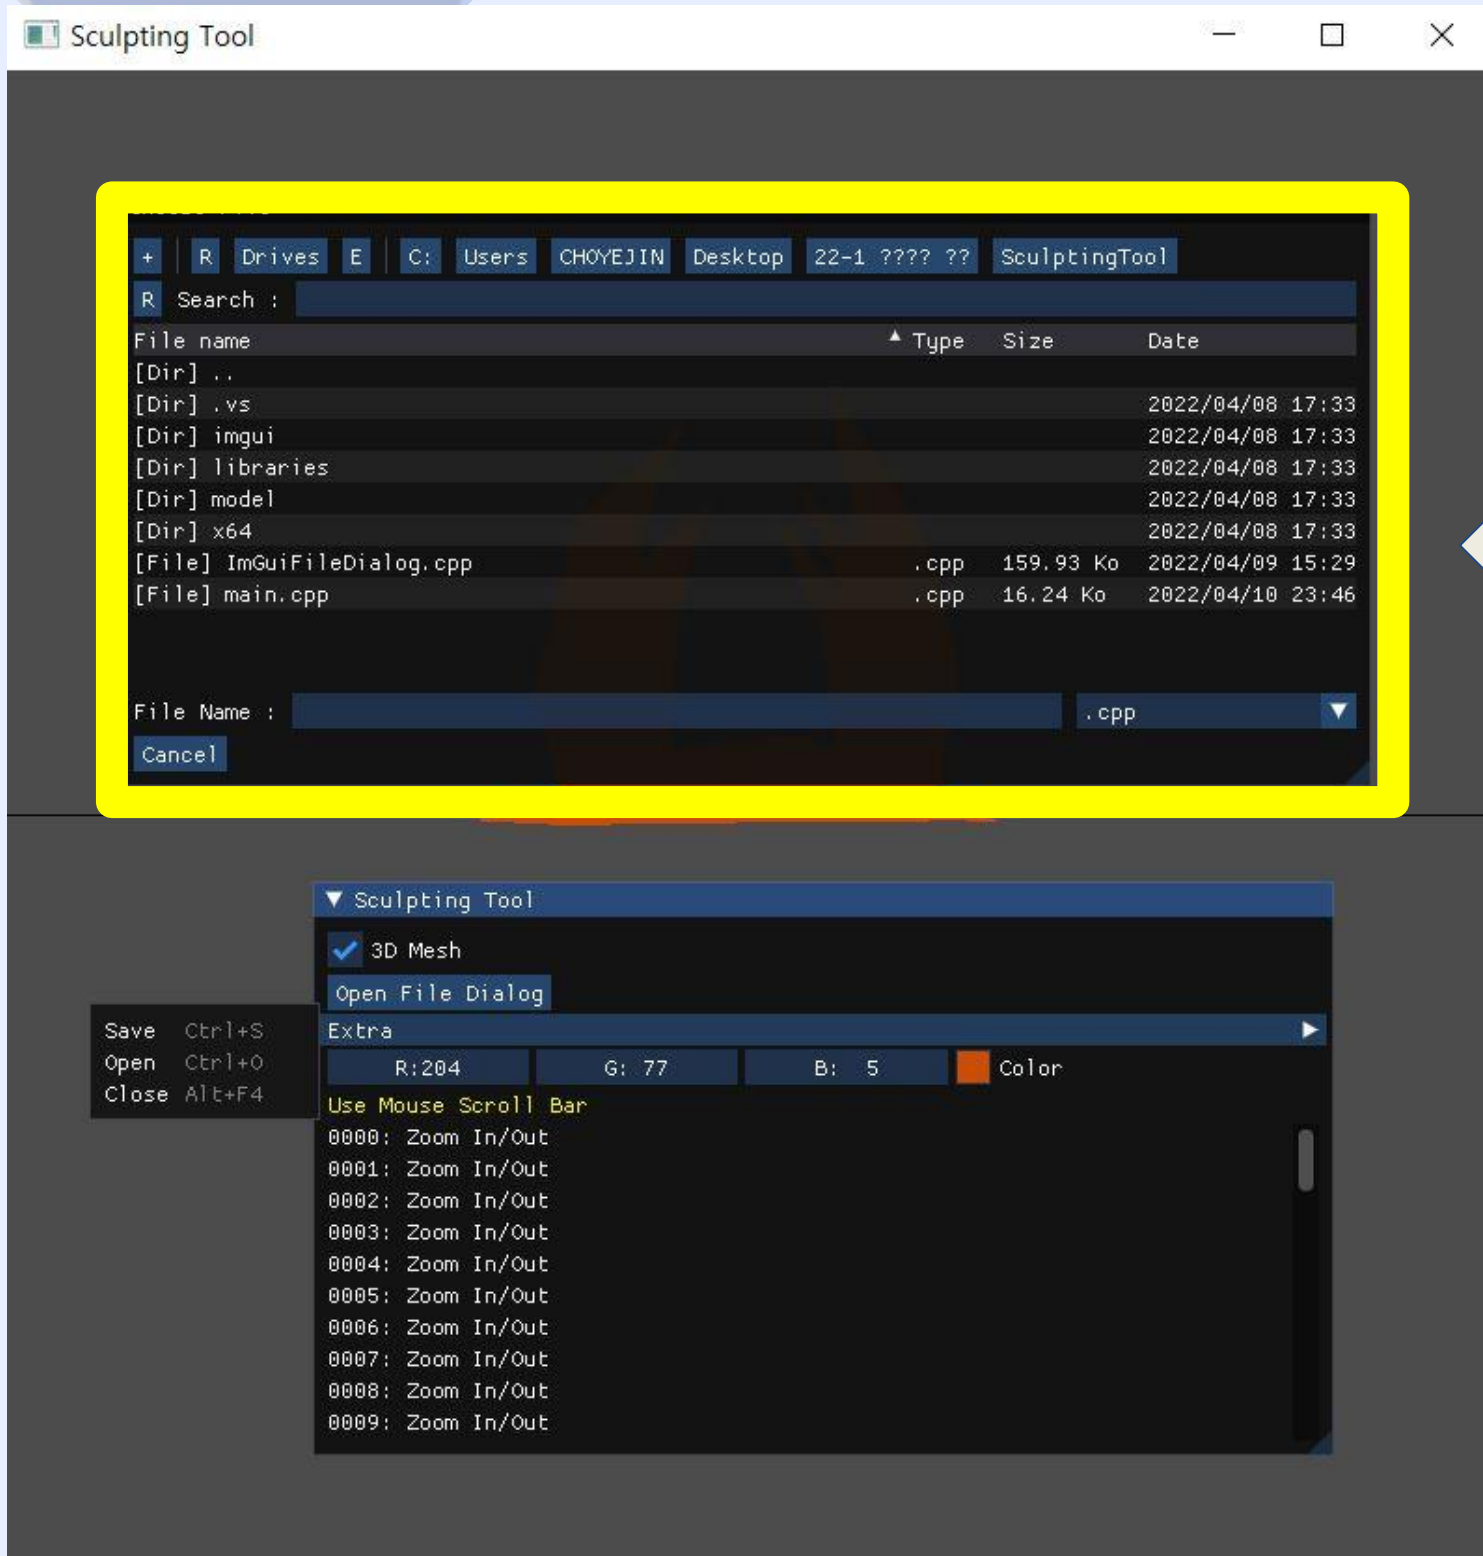 Sculpting Tool
+ R Drives E C: Users CHOYEJIN Desktop 22-1 ???? ?? SculptingTool
R Search :
File name Type Size Date
[Dir] ..
[Dir] .vs 2022/04/08 17:33
[Dir] imgui 2022/04/08 17:33
[Dir] libraries 2022/04/08 17:33
[Dir] model 2022/04/08 17:33
[Dir] x64 2022/04/08 17:33
[File] ImGuiFileDialog.cpp .cpp 159.93 Ko 2022/04/09 15:29
[File] main.cpp .cpp 16.24 Ko 2022/04/10 23:46
File Name : .cpp
Cancel
Sculpting Tool
3D Mesh
Open File Dialog
Save Ctrl+S
Open Ctrl+O
Close Alt+F4
Extra
R:204 G: 77 B: 5 Color
Use Mouse Scroll Bar
0000: Zoom In/Out
0001: Zoom In/Out
0002: Zoom In/Out
0003: Zoom In/Out
0004: Zoom In/Out
0005: Zoom In/Out
0006: Zoom In/Out
0007: Zoom In/Out
0008: Zoom In/Out
0009: Zoom In/Out